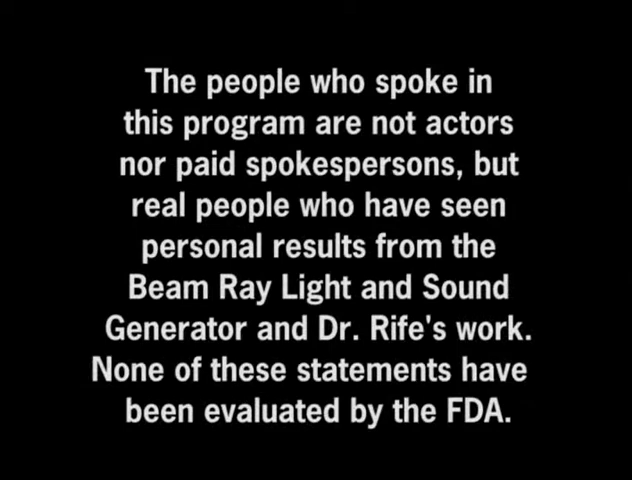 The people who spoke in
this program are not actors
nor paid spokespersons, but
real people who have seen
personal results from the
Beam Ray Light and Sound
Generator and Dr. Rife's work.
None of these statements have
been evaluated by the FDA.